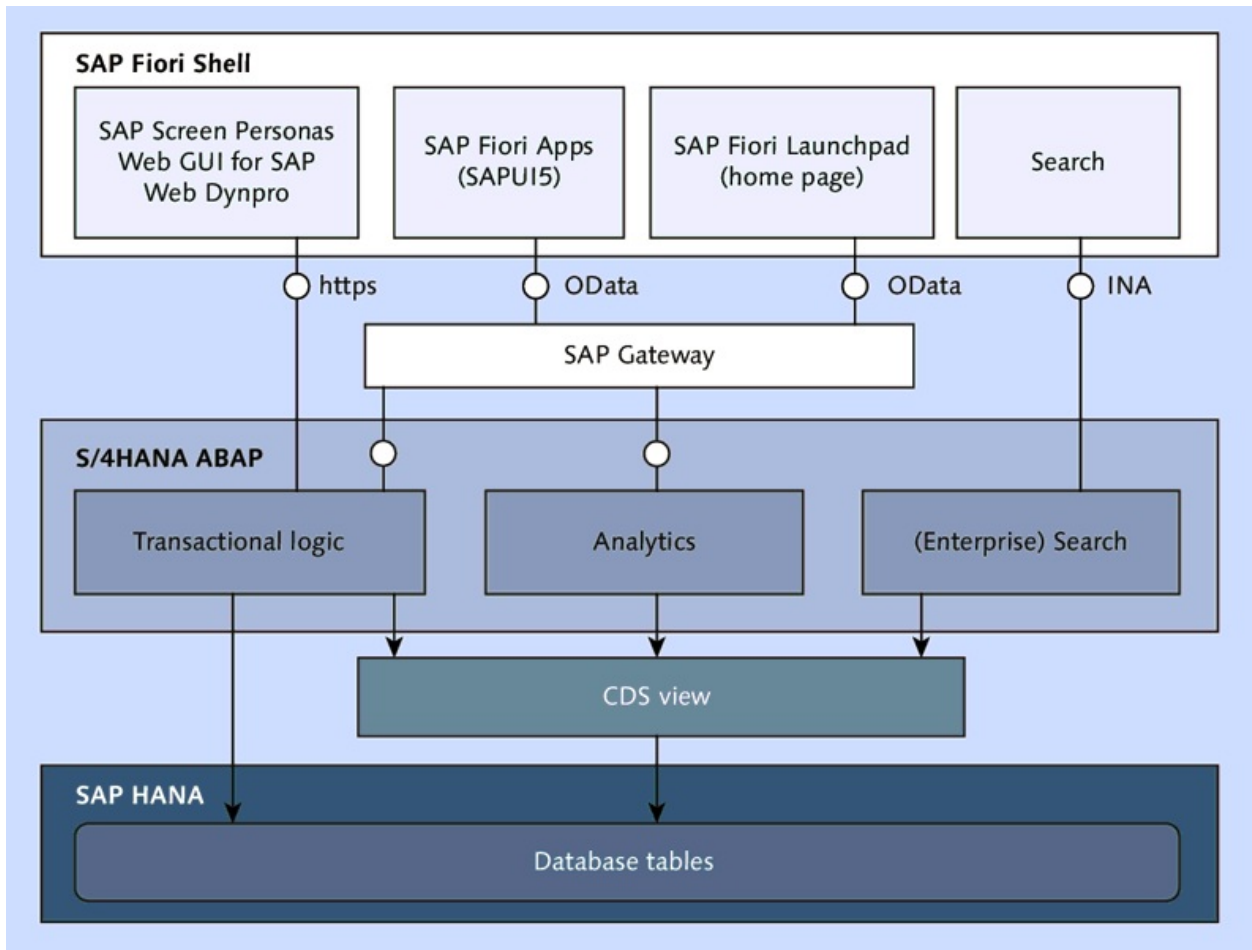 SAP Fiori Shell
SAP Screen Personas
Web GUI for SAP
Web Dynpro
SAP Fiori Apps
(SAPUI5)
SAP Fiori Launchpad
(home page)
Search
https
OData
OData
INA
SAP Gateway
S/4HANA ABAP
Transactional logic
Analytics
(Enterprise) Search
CDS view
SAP HANA
Database tables